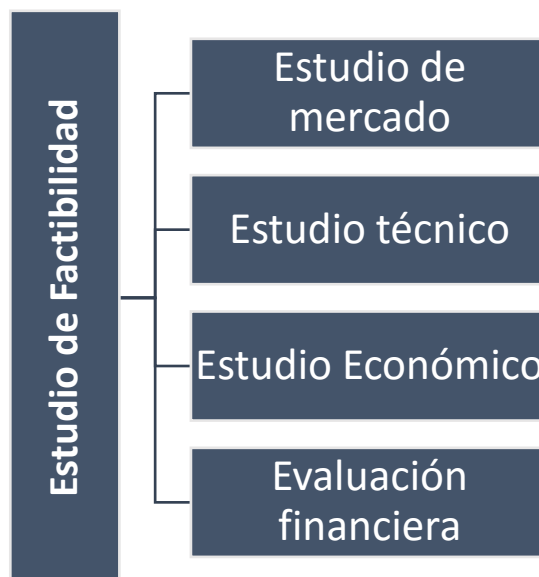 Estudio de Factibilidad
Estudio de
mercado
Estudio técnico
Estudio Económico
Evaluación
financiera